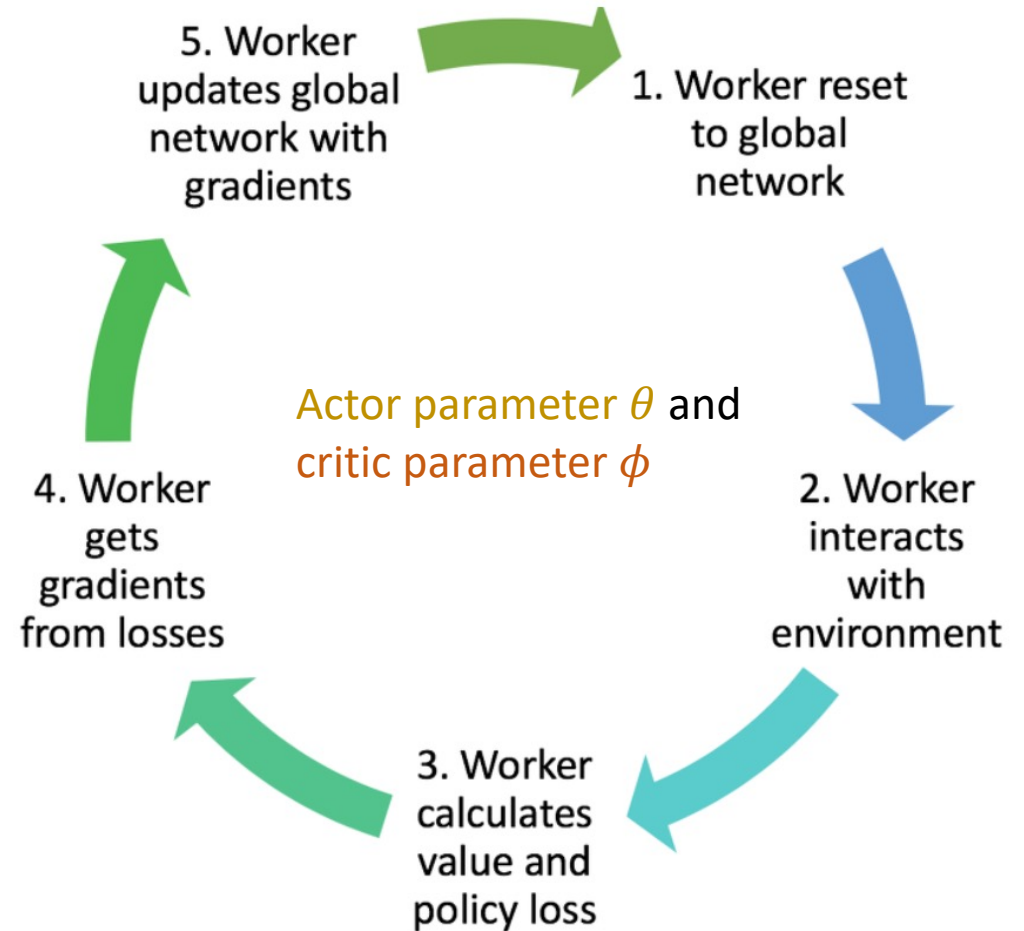 1. Worker reset
to global
network
2. Worker
interacts
with
environment
3. Worker
calculates
value and
policy loss
4. Worker
gets
gradients
from losses
5. Worker
updates global
network with
gradients
Actor parameter θ and
critic parameter ϕ